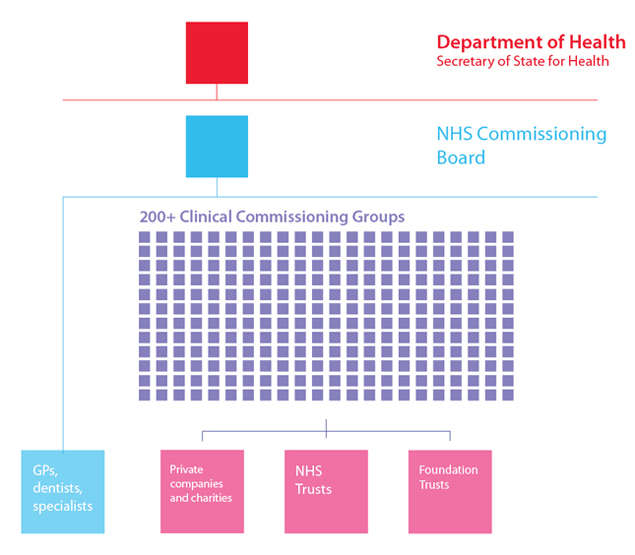 Department of Health
Secretary of State for Health
NHS Commissioning
Board
200+ Clinical Commissioning Groups
GPs,
dentists,
specialists
Private
companies
and charities
NHS
Trusts
Foundation
Trusts